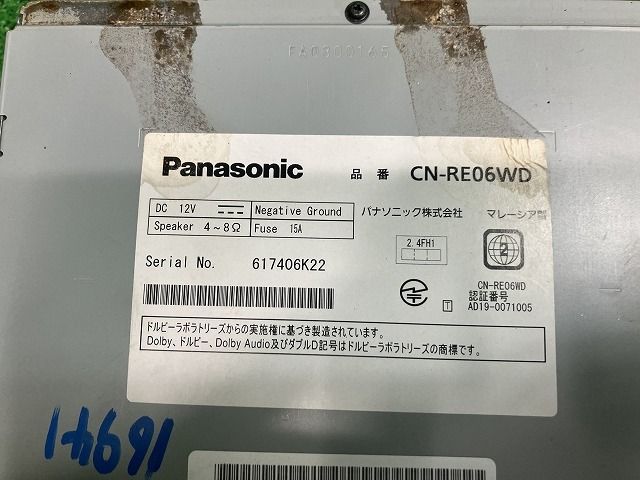 FA0300165
Panasonic 品番 CN-RE06WD
DC 12V Negative Ground
Speaker 4~8Ω Fuse 15A
パナソニック株式会社 マレーシア製
2.4FH1
2
Serial No. 617406K22
CN-RE06WD
認証番号
T AD19-0071005
ドルビーラボラトリーズからの実施権に基づき製造されています。
Dolby、ドルビー、Dolby Audio及びダブルD記号はドルビーラボラトリーズの商標です。
16941